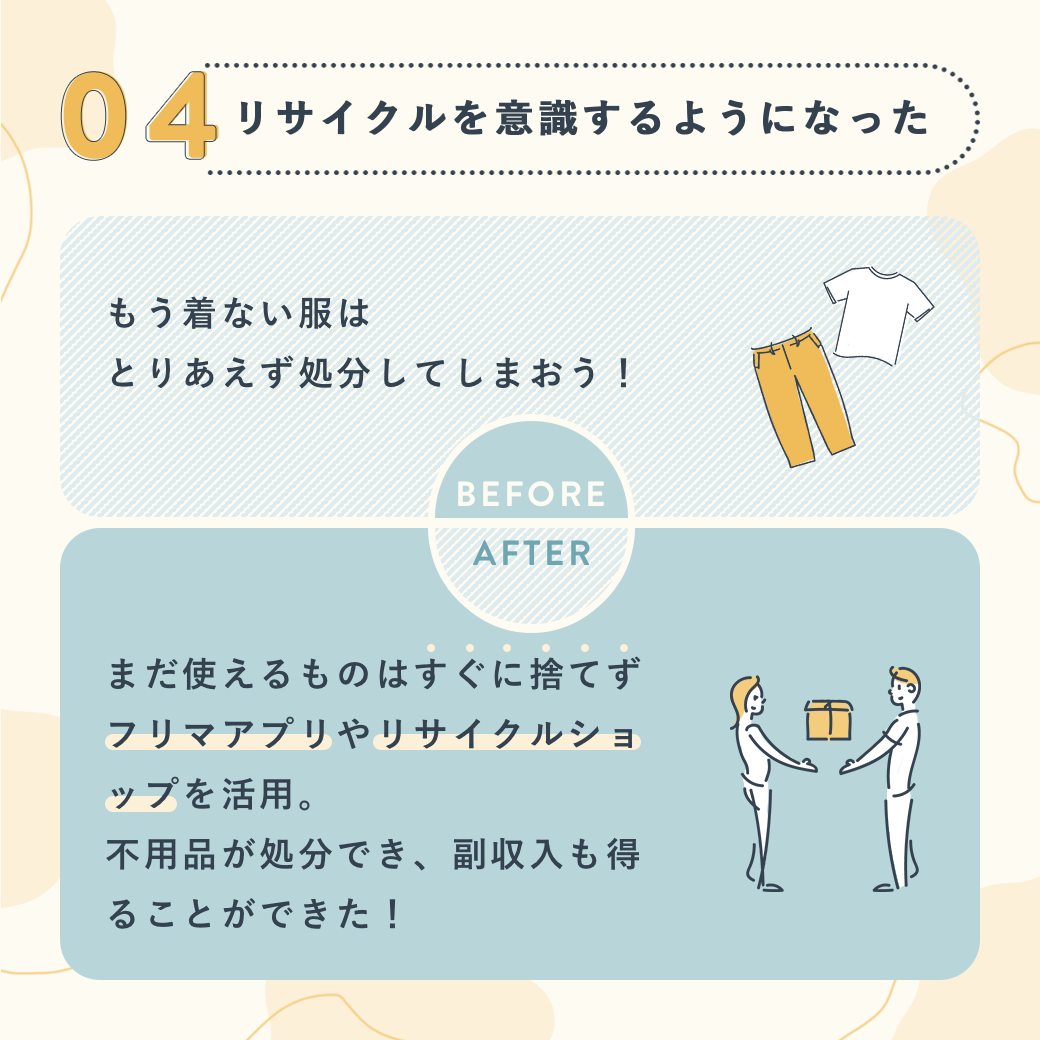 04 リサイクルを意識するようになった
もう着ない服は
とりあえず処分してしまおう！
BEFORE
AFTER
まだ使えるものはすぐに捨てず
フリマアプリやリサイクルショ
ップを活用。
不用品が処分でき、副収入も得
ることができた！